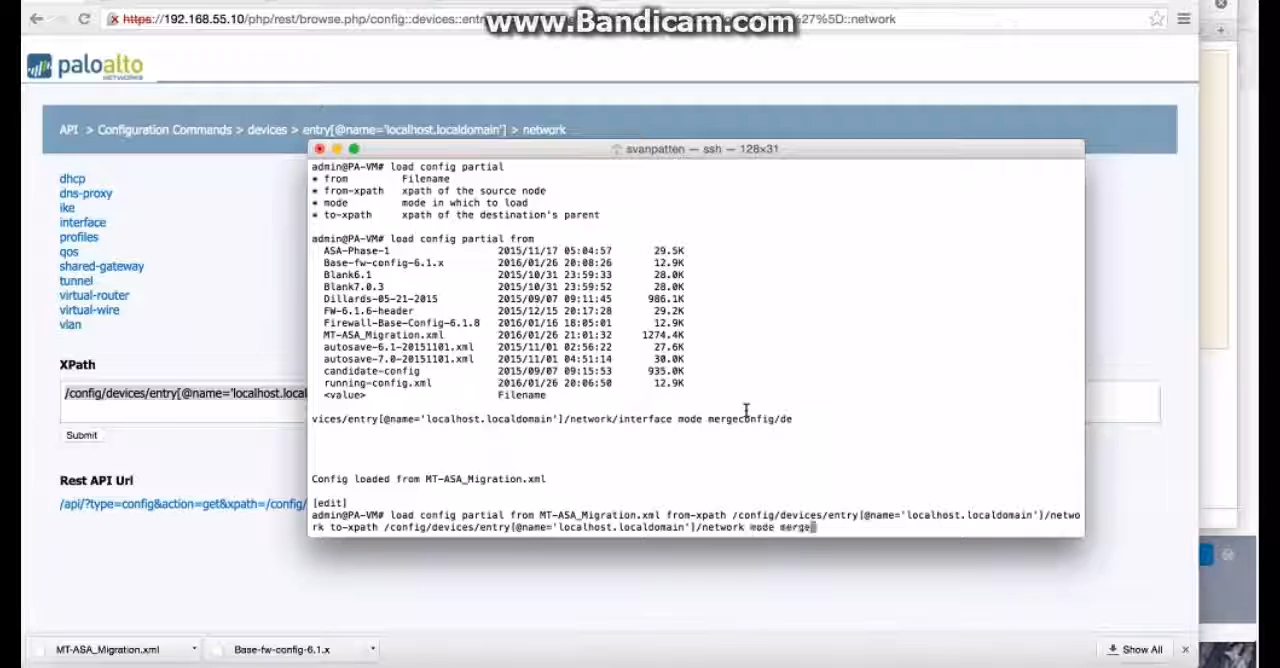 www.Bandicam.com
https://192.168.55.10/php/rest/browse.php/config::devices::ent 27%5D::network
paloalto
NETWORKS
API > Configuration Commands > devices > entry[@name='localhost.localdomain'] > network
dhcp
dns-proxy
ike
interface
profiles
qos
shared-gateway
tunnel
virtual-router
virtual-wire
vlan
XPath
/config/devices/entry[@name='localhost.local
Submit
Rest API Url
/api/?type=config&action=get&xpath=/config/
svanpatten — ssh — 128×31
admin@PA-VM# load config partial
* from Filename
* from-xpath xpath of the source node
* mode mode in which to load
* to-xpath xpath of the destination's parent
admin@PA-VM# load config partial from
ASA-Phase-1 2015/11/17 05:04:57 29.5K
Base-fw-config-6.1.x 2016/01/26 20:08:26 12.9K
Blank6.1 2015/10/31 23:59:33 28.0K
Blank7.0.3 2015/10/31 23:59:52 28.0K
Dillards-05-21-2015 2015/09/07 09:11:45 986.1K
FW-6.1.6-header 2015/12/15 20:17:28 29.2K
Firewall-Base-Config-6.1.8 2016/01/16 18:05:01 12.9K
MT-ASA_Migration.xml 2016/01/26 21:01:32 1274.4K
autosave-6.1-20151101.xml 2015/11/01 02:56:22 27.6K
autosave-7.0-20151101.xml 2015/11/01 04:51:14 30.0K
candidate-config 2015/09/07 09:15:53 935.0K
running-config.xml 2016/01/26 20:06:50 12.9K
<value> Filename
vices/entry[@name='localhost.localdomain']/network/interface mode mergeconfig/de
Config loaded from MT-ASA_Migration.xml
[edit]
admin@PA-VM# load config partial from MT-ASA_Migration.xml from-xpath /config/devices/entry[@name='localhost.localdomain']/netwo
rk to-xpath /config/devices/entry[@name='localhost.localdomain']/network mode merge
MT-ASA_Migration.xml
Base-fw-config-6.1.x
Show All